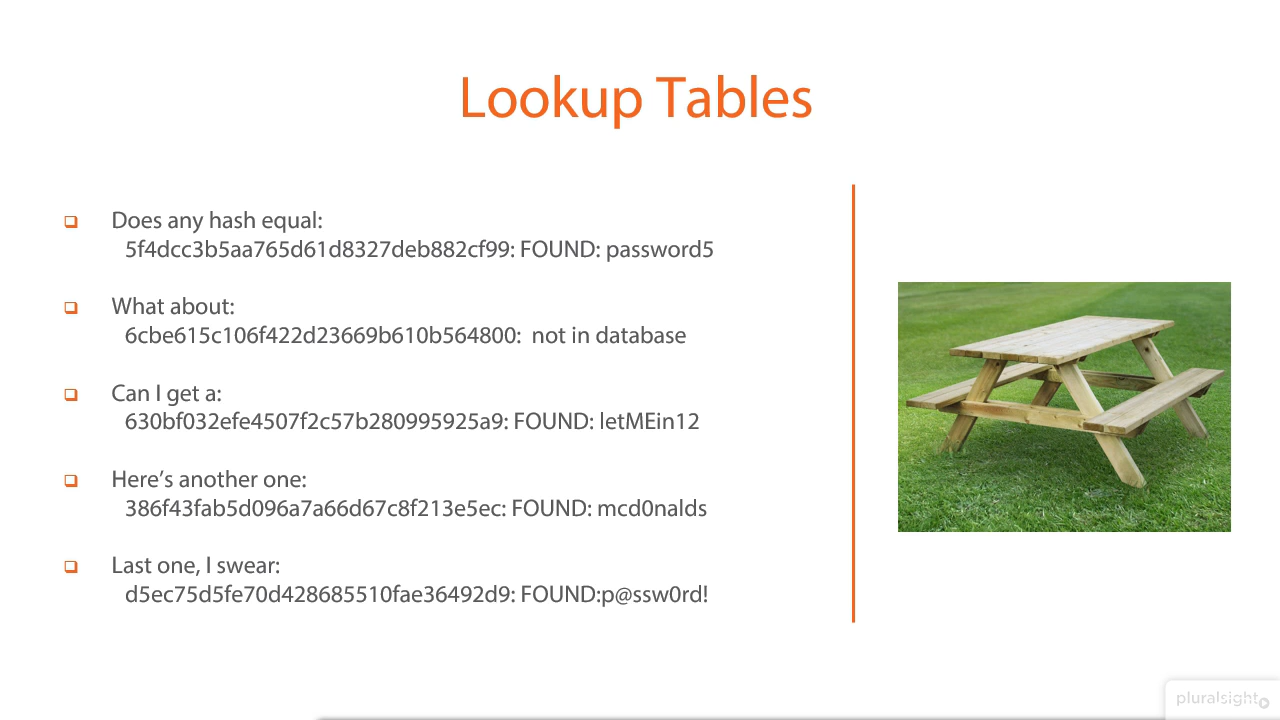 Lookup Tables
Does any hash equal:
5f4dcc3b5aa765d61d8327deb882cf99: FOUND: password5
What about:
6cbe615c106f422d23669b610b564800: not in database
Can I get a:
630bf032efe4507f2c57b280995925a9: FOUND: letMEin12
Here's another one:
386f43fab5d096a7a66d67c8f213e5ec: FOUND: mcd0nalds
Last one, I swear:
d5ec75d5fe70d428685510fae36492d9: FOUND:p@ssw0rd!
pluralsight